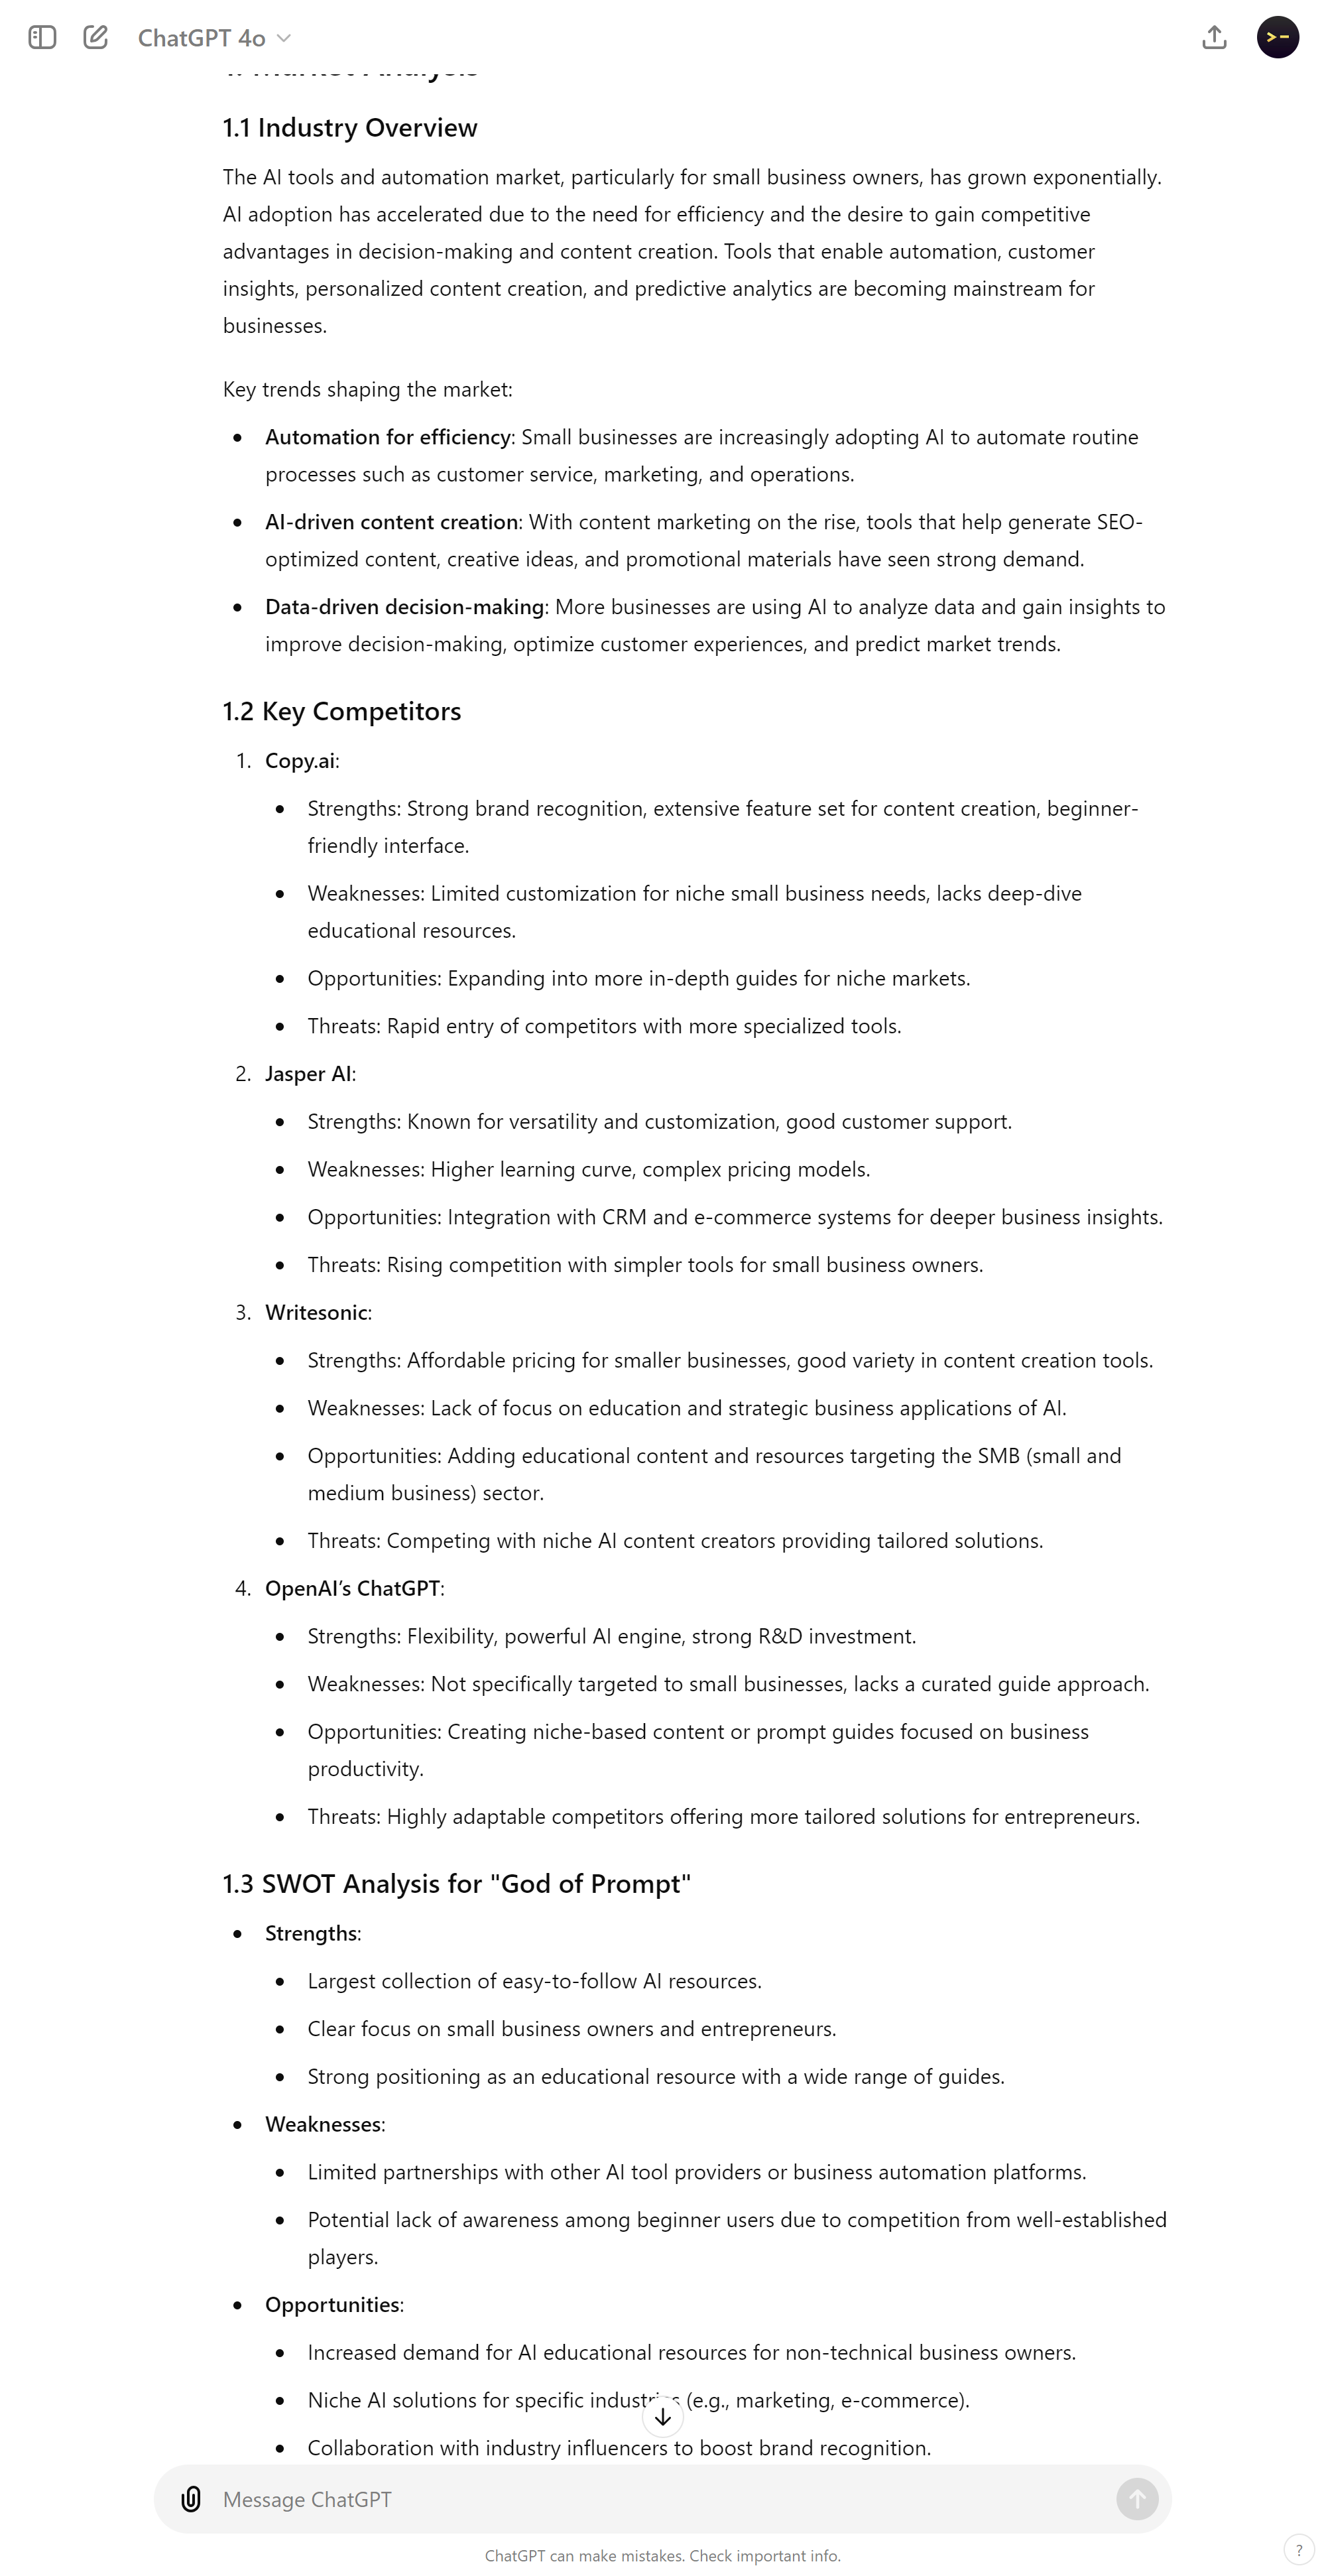 ChatGPT 4o
1.1 Industry Overview
The AI tools and automation market, particularly for small business owners, has grown exponentially.
AI adoption has accelerated due to the need for efficiency and the desire to gain competitive
advantages in decision-making and content creation. Tools that enable automation, customer
insights, personalized content creation, and predictive analytics are becoming mainstream for
businesses.
Key trends shaping the market:
• Automation for efficiency: Small businesses are increasingly adopting AI to automate routine
processes such as customer service, marketing, and operations.
• AI-driven content creation: With content marketing on the rise, tools that help generate SEO-
optimized content, creative ideas, and promotional materials have seen strong demand.
• Data-driven decision-making: More businesses are using AI to analyze data and gain insights to
improve decision-making, optimize customer experiences, and predict market trends.
1.2 Key Competitors
1. Copy.ai:
• Strengths: Strong brand recognition, extensive feature set for content creation, beginner-
friendly interface.
• Weaknesses: Limited customization for niche small business needs, lacks deep-dive
educational resources.
• Opportunities: Expanding into more in-depth guides for niche markets.
• Threats: Rapid entry of competitors with more specialized tools.
2. Jasper AI:
• Strengths: Known for versatility and customization, good customer support.
• Weaknesses: Higher learning curve, complex pricing models.
• Opportunities: Integration with CRM and e-commerce systems for deeper business insights.
• Threats: Rising competition with simpler tools for small business owners.
3. Writesonic:
• Strengths: Affordable pricing for smaller businesses, good variety in content creation tools.
• Weaknesses: Lack of focus on education and strategic business applications of AI.
• Opportunities: Adding educational content and resources targeting the SMB (small and
medium business) sector.
• Threats: Competing with niche AI content creators providing tailored solutions.
4. OpenAI’s ChatGPT:
• Strengths: Flexibility, powerful AI engine, strong R&D investment.
• Weaknesses: Not specifically targeted to small businesses, lacks a curated guide approach.
• Opportunities: Creating niche-based content or prompt guides focused on business
productivity.
• Threats: Highly adaptable competitors offering more tailored solutions for entrepreneurs.
1.3 SWOT Analysis for "God of Prompt"
• Strengths:
• Largest collection of easy-to-follow AI resources.
• Clear focus on small business owners and entrepreneurs.
• Strong positioning as an educational resource with a wide range of guides.
• Weaknesses:
• Limited partnerships with other AI tool providers or business automation platforms.
• Potential lack of awareness among beginner users due to competition from well-established
players.
• Opportunities:
• Increased demand for AI educational resources for non-technical business owners.
• Niche AI solutions for specific industries (e.g., marketing, e-commerce).
• Collaboration with industry influencers to boost brand recognition.
Message ChatGPT
ChatGPT can make mistakes. Check important info.
?